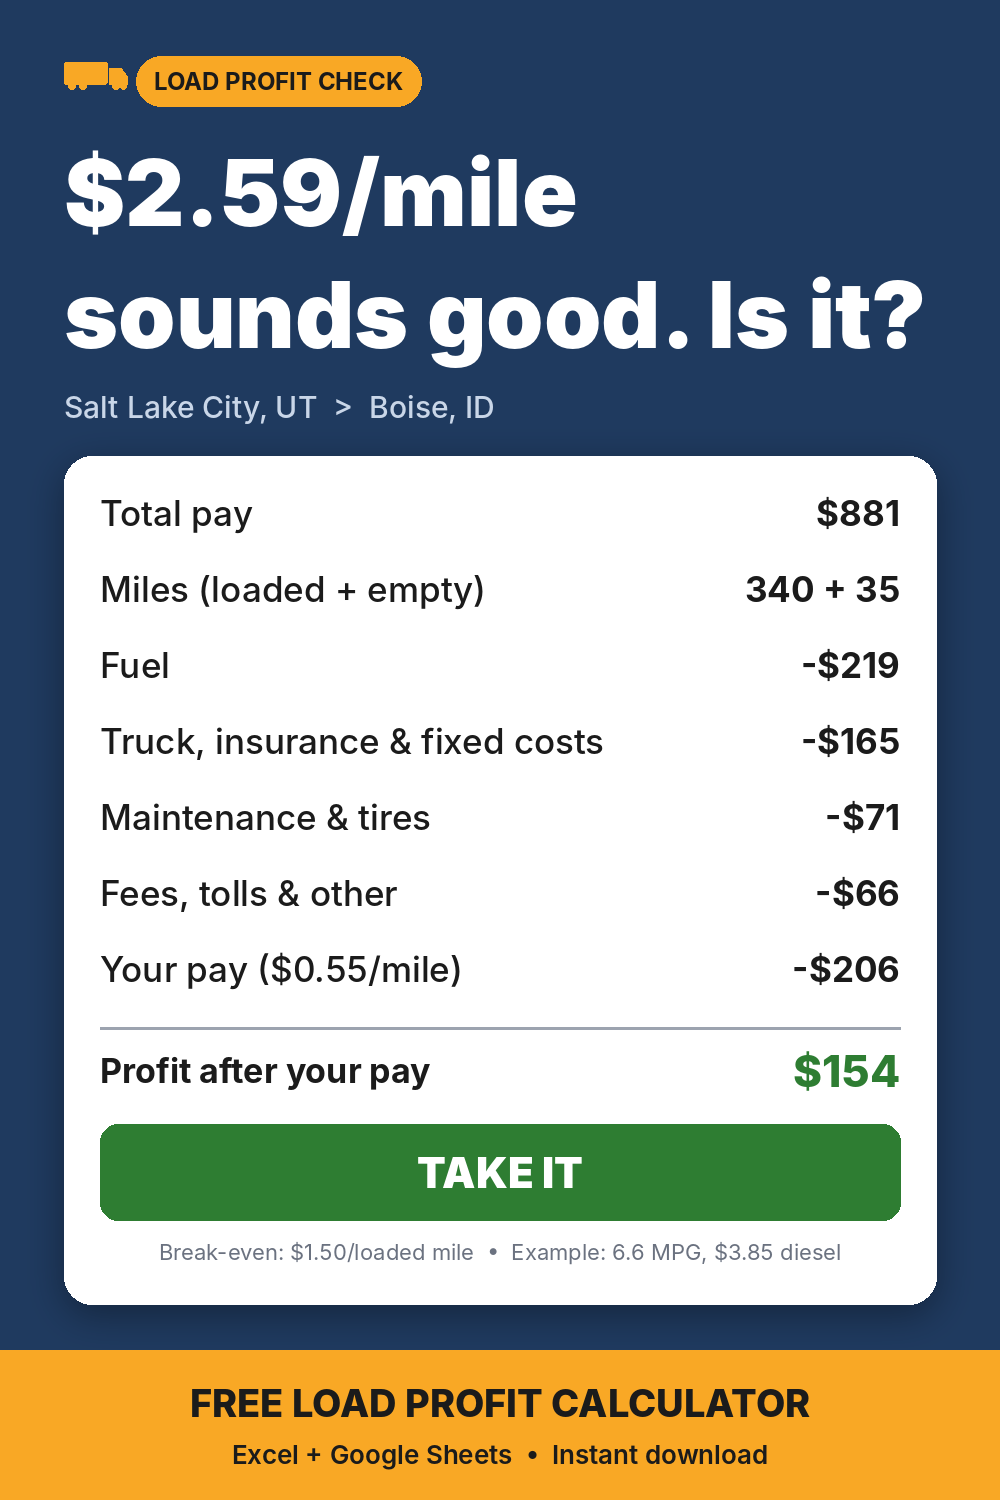 LOAD PROFIT CHECK
$2.59/mile
sounds good. Is it?
Salt Lake City, UT > Boise, ID
Total pay $881
Miles (loaded + empty) 340 + 35
Fuel -$219
Truck, insurance & fixed costs -$165
Maintenance & tires -$71
Fees, tolls & other -$66
Your pay ($0.55/mile) -$206
Profit after your pay $154
TAKE IT
Break-even: $1.50/loaded mile • Example: 6.6 MPG, $3.85 diesel
FREE LOAD PROFIT CALCULATOR
Excel + Google Sheets • Instant download